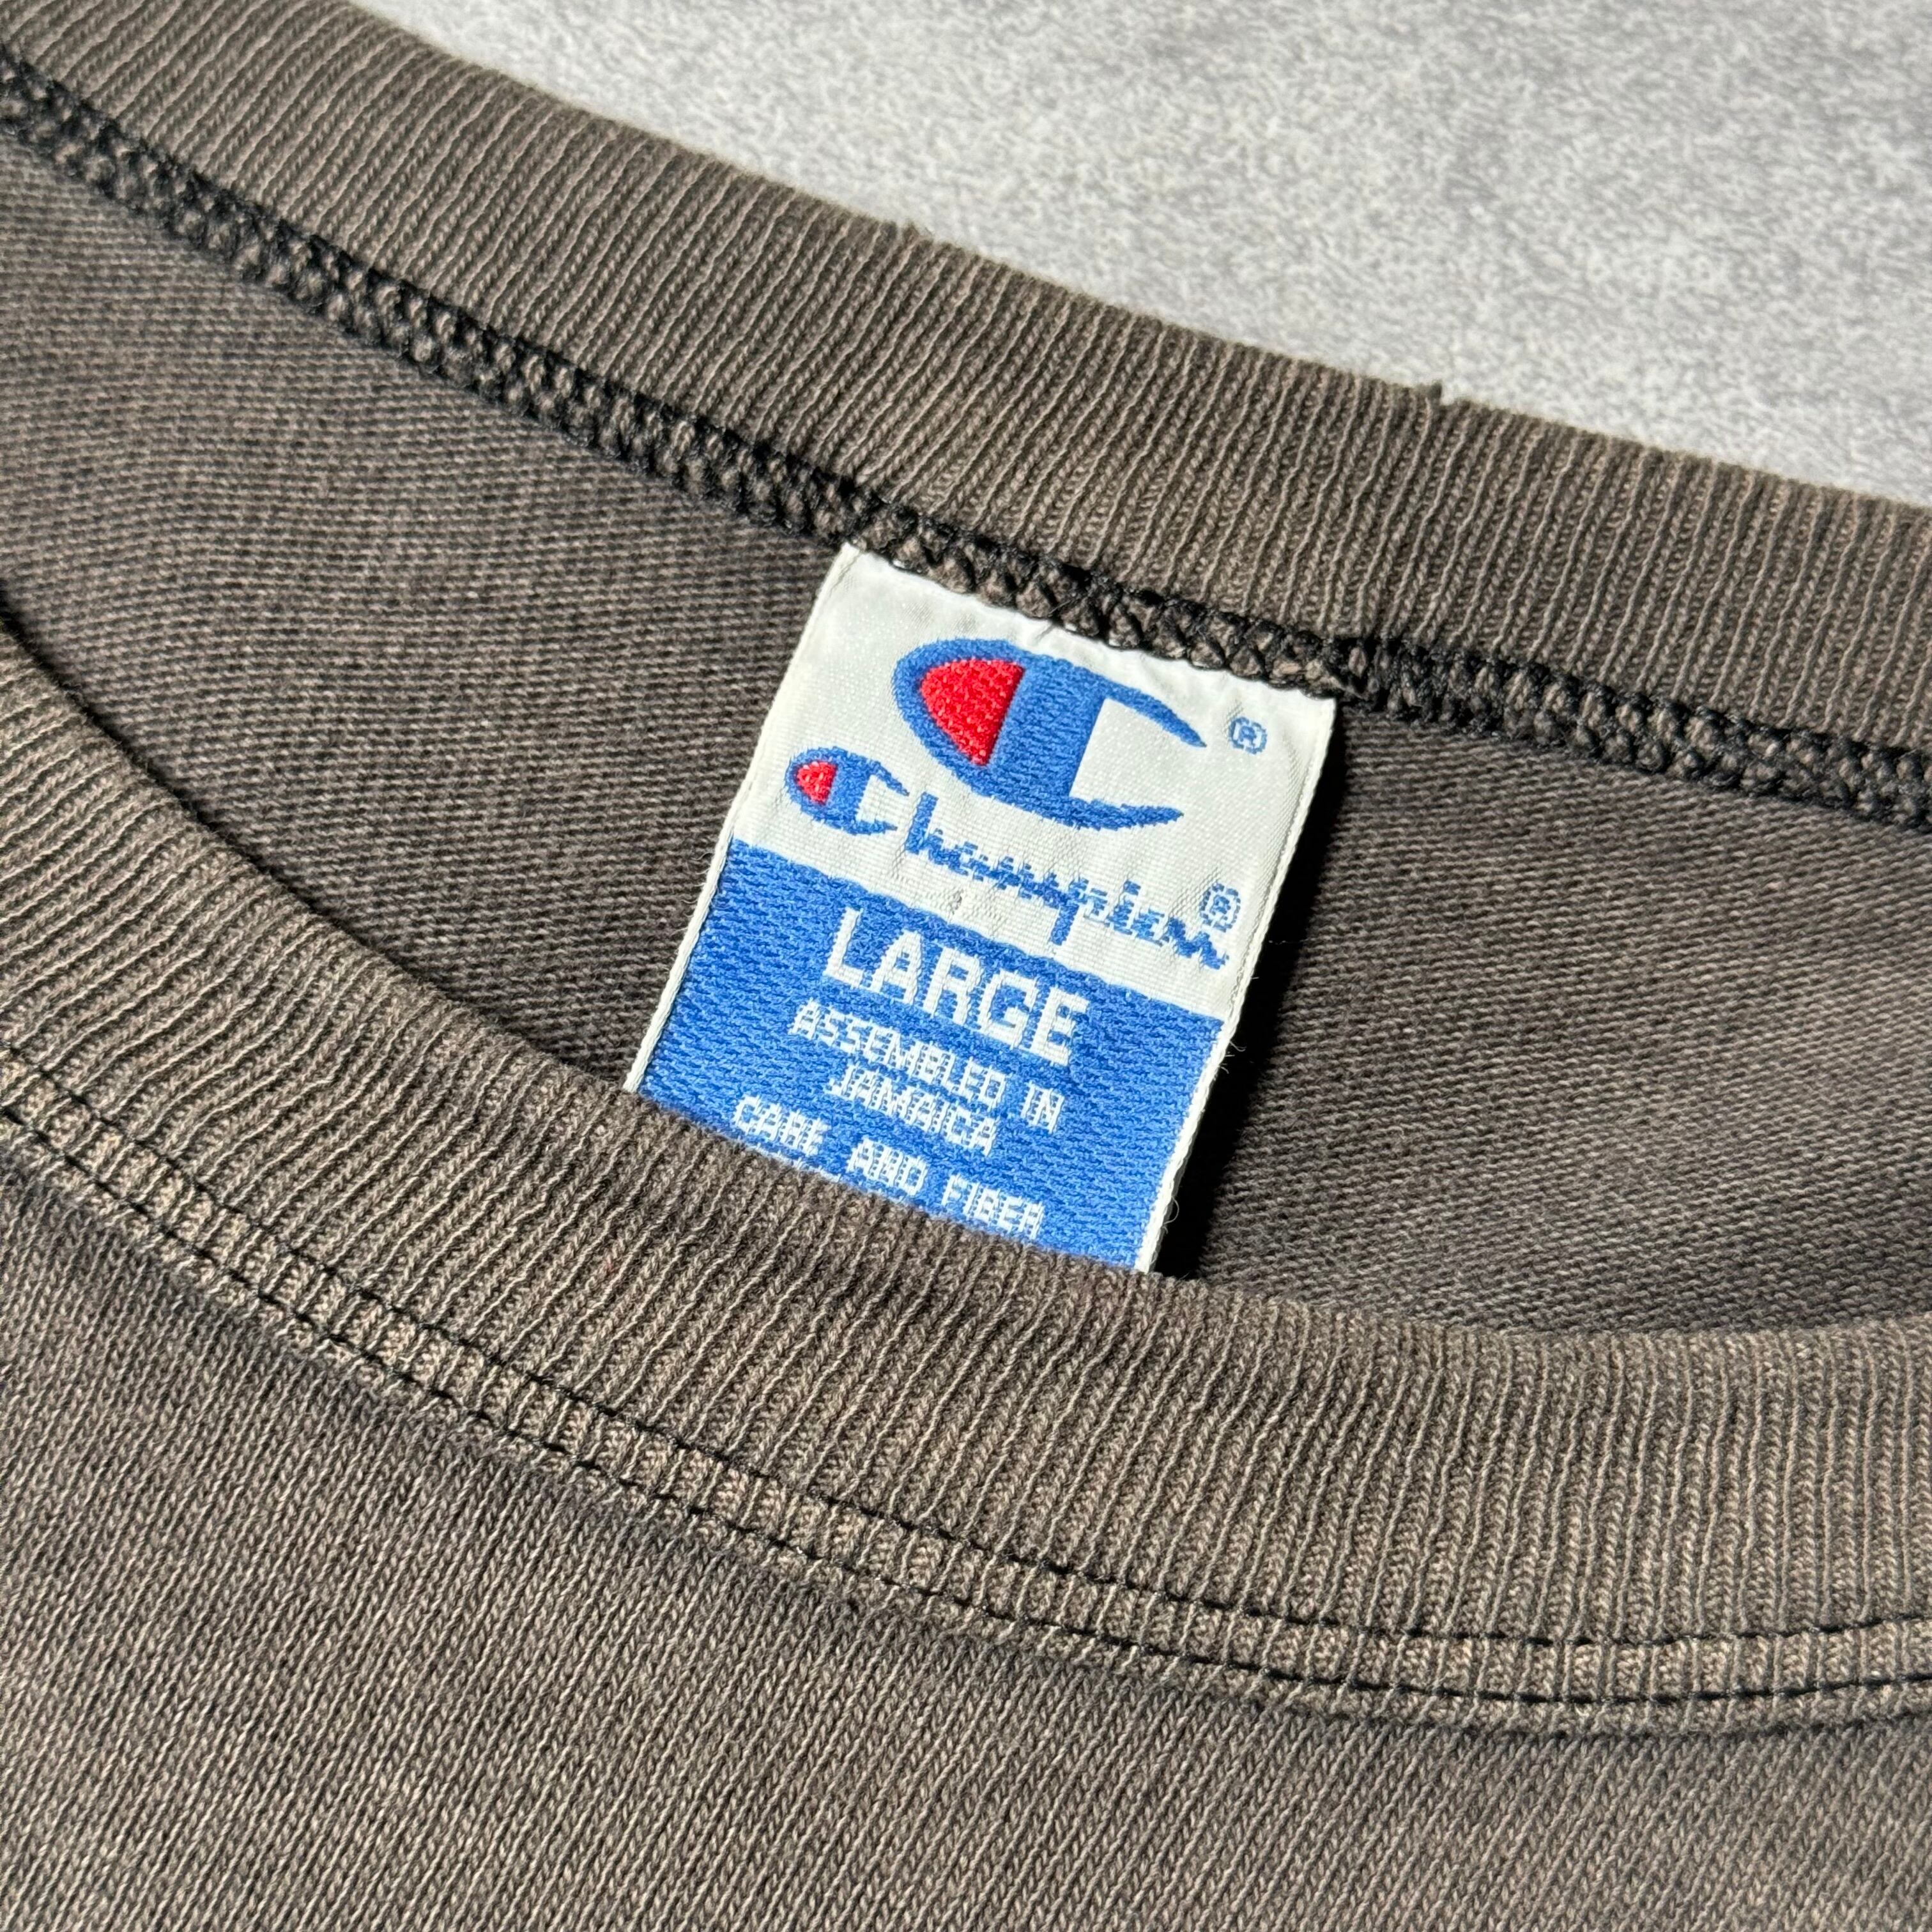 ®
Champion®
LARGE
ASSEMBLED IN
JAMAICA
CARE AND FIBER